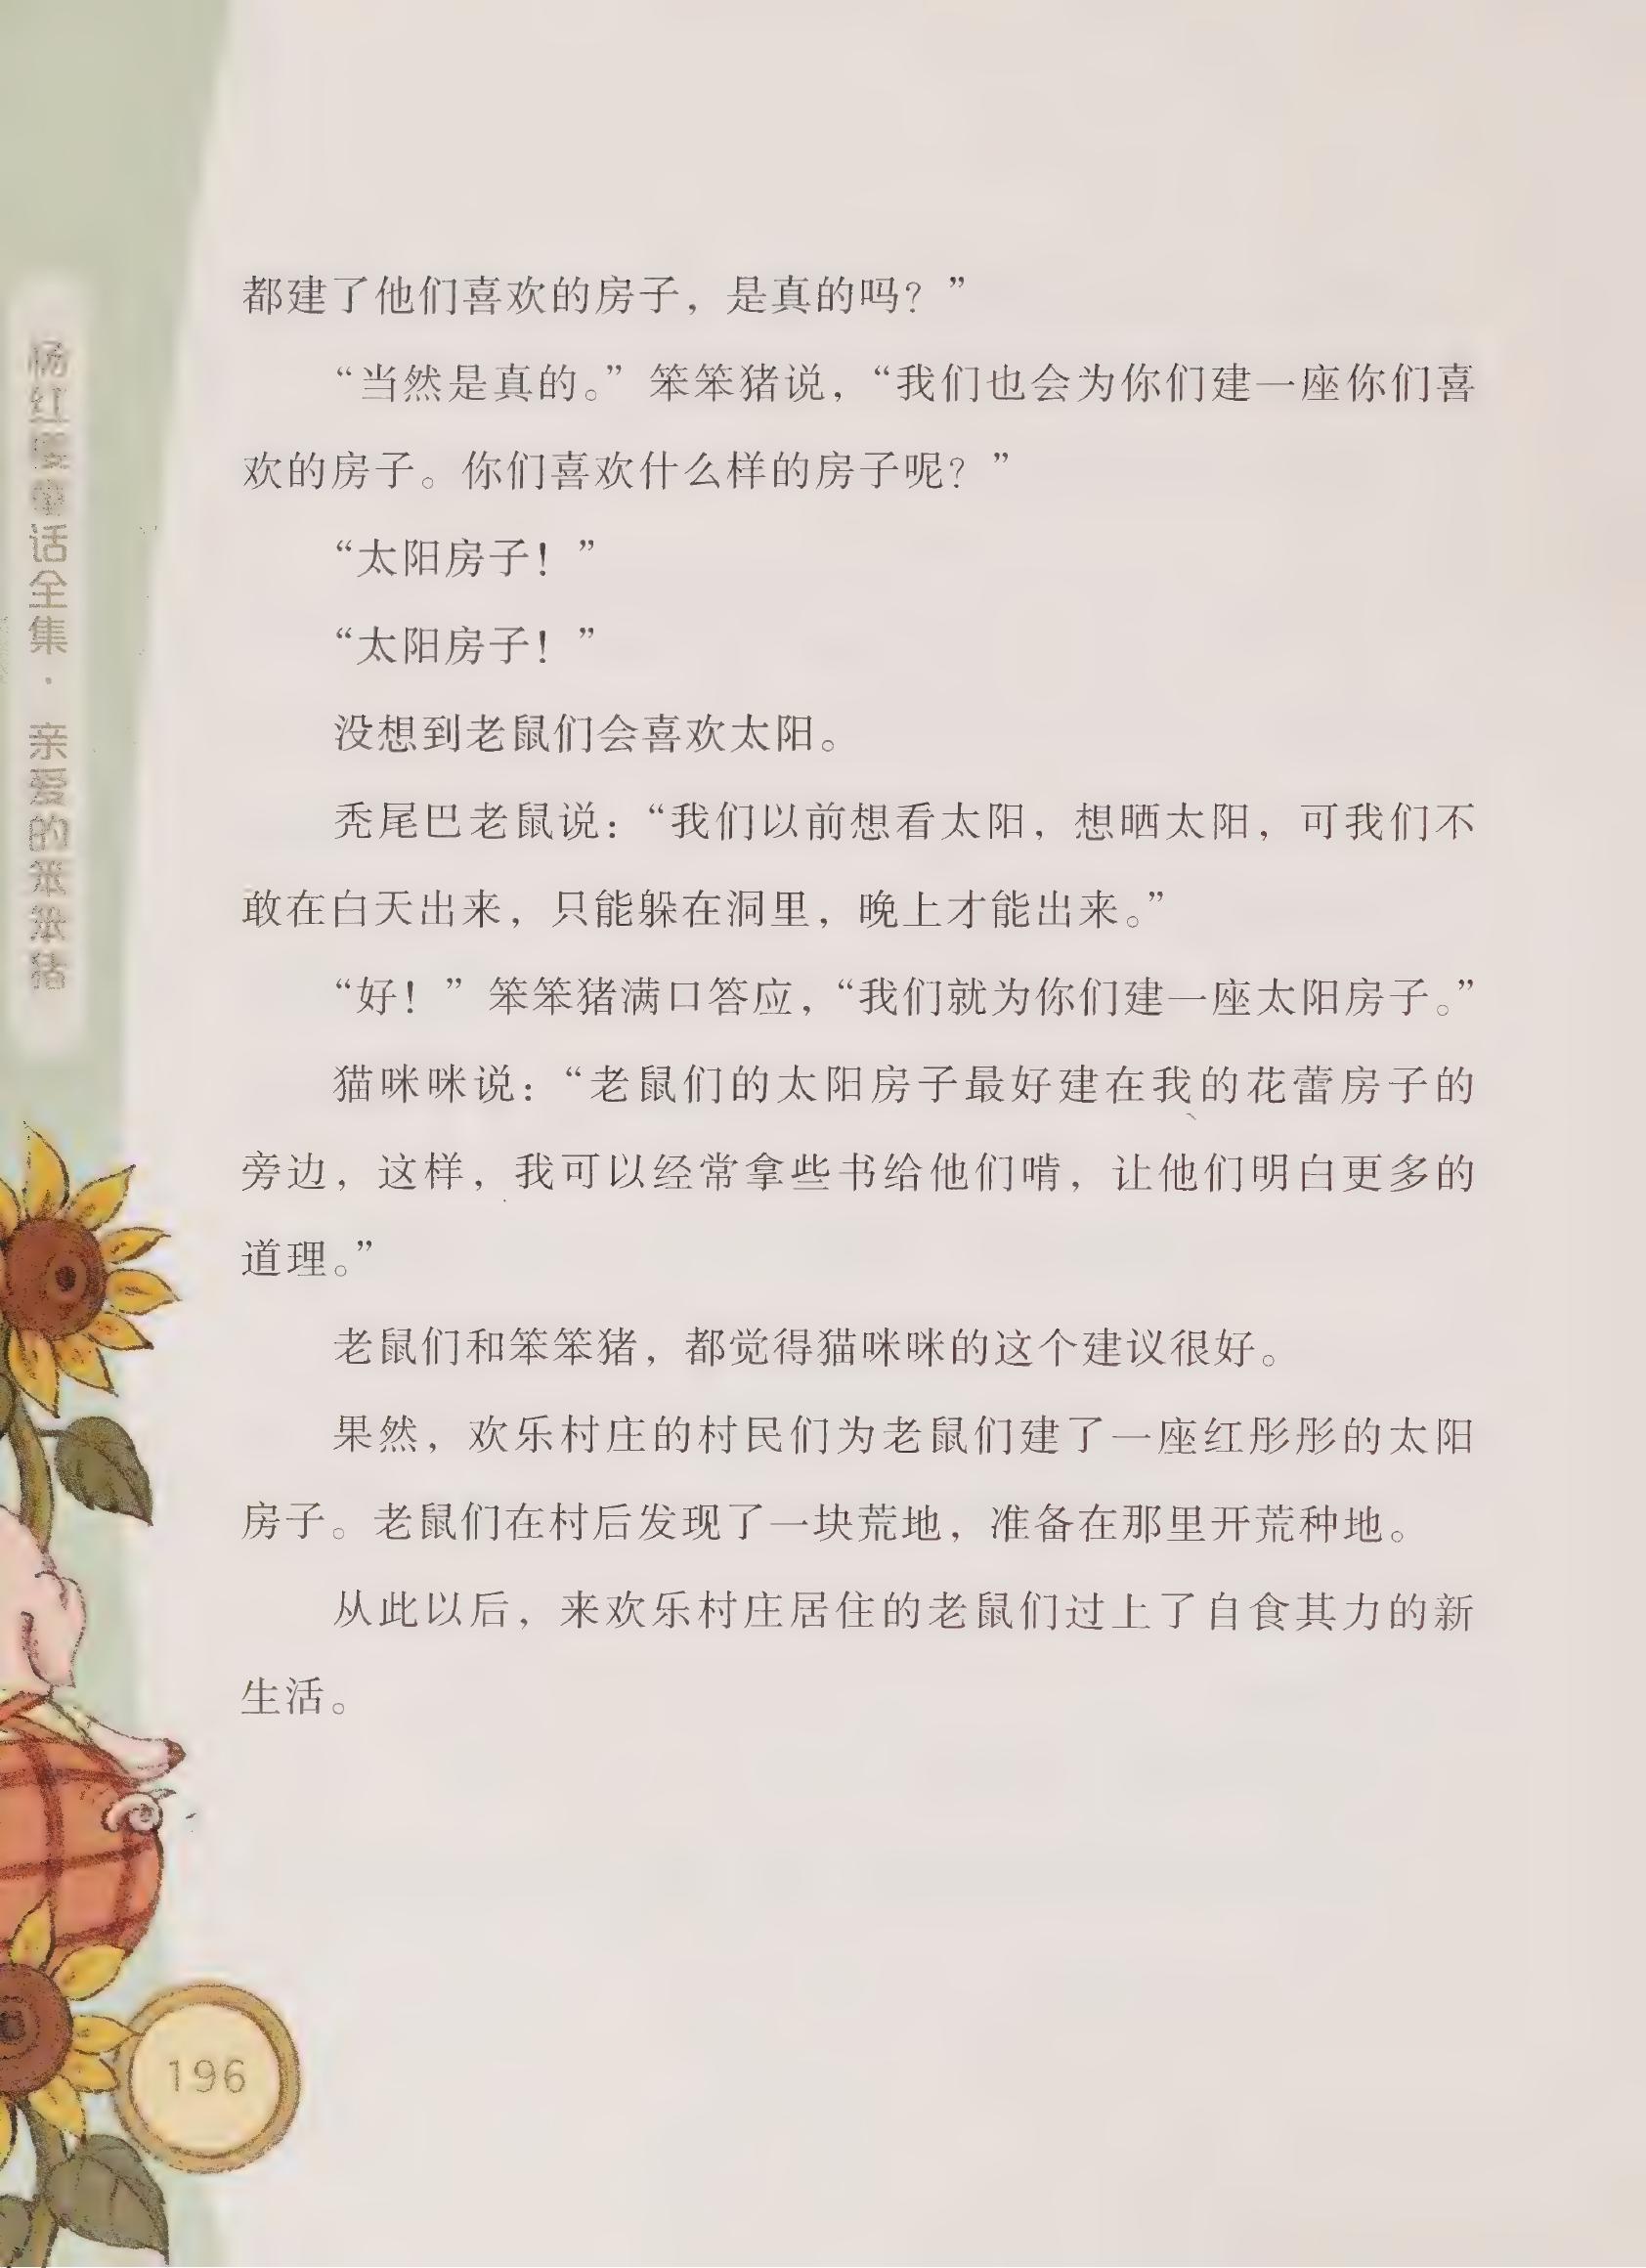 杨红樱童话全集·亲爱的笨笨猪
都建了他们喜欢的房子，是真的吗？”
“当然是真的。”笨笨猪说，“我们也会为你们建一座你们喜
欢的房子。你们喜欢什么样的房子呢？”
“太阳房子！”
“太阳房子！”
没想到老鼠们会喜欢太阳。
秃尾巴老鼠说：“我们以前想看太阳，想晒太阳，可我们不
敢在白天出来，只能躲在洞里，晚上才能出来。”
“好！”笨笨猪满口答应，“我们就为你们建一座太阳房子。”
猫咪咪说：“老鼠们的太阳房子最好建在我的花蕾房子的
旁边，这样，我可以经常拿些书给他们啃，让他们明白更多的
道理。”
老鼠们和笨笨猪，都觉得猫咪咪的这个建议很好。
果然，欢乐村庄的村民们为老鼠们建了一座红彤彤的太阳
房子。老鼠们在村后发现了一块荒地，准备在那里开荒种地。
从此以后，来欢乐村庄居住的老鼠们过上了自食其力的新
生活。
196